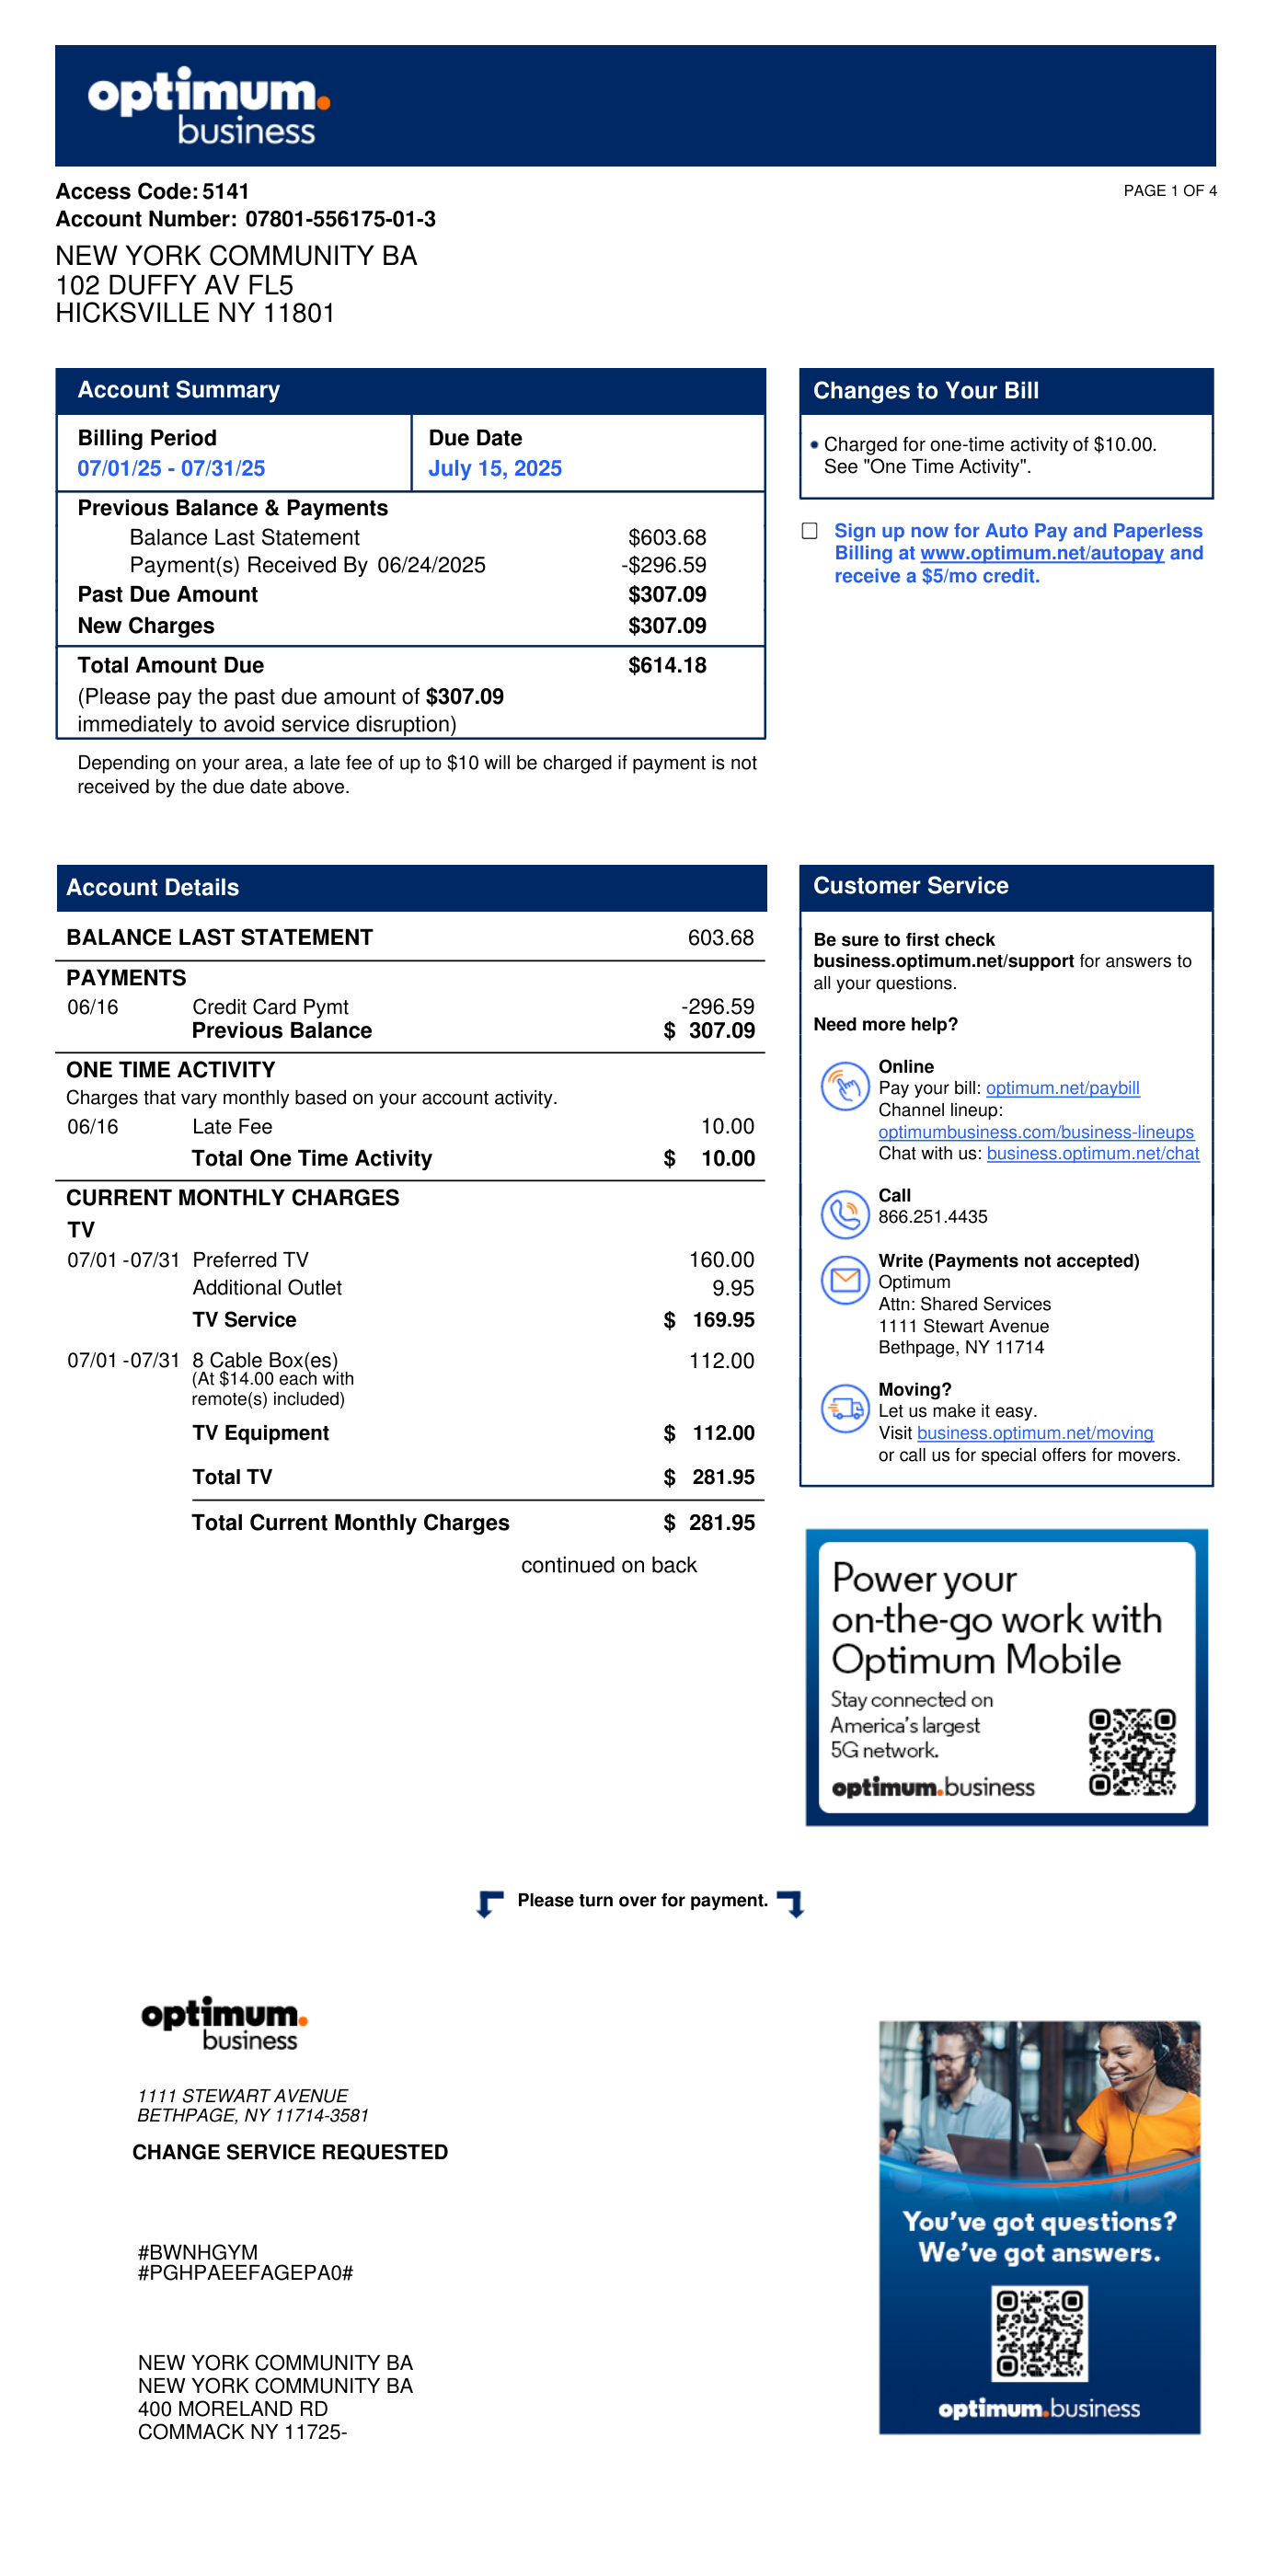 optimum.
business
Access Code: 5141
PAGE 1 OF 4
Account Number: 07801-556175-01-3
NEW YORK COMMUNITY BA
102 DUFFY AV FL5
HICKSVILLE NY 11801
Account Summary
Billing Period
07/01/25 - 07/31/25
Due Date
July 15, 2025
Previous Balance & Payments
Balance Last Statement $603.68
Payment(s) Received By 06/24/2025 -$296.59
Past Due Amount $307.09
New Charges $307.09
Total Amount Due $614.18
(Please pay the past due amount of $307.09
immediately to avoid service disruption)
Depending on your area, a late fee of up to $10 will be charged if payment is not
received by the due date above.
Changes to Your Bill
• Charged for one-time activity of $10.00.
See "One Time Activity".
Sign up now for Auto Pay and Paperless
Billing at www.optimum.net/autopay and
receive a $5/mo credit.
Account Details
BALANCE LAST STATEMENT 603.68
PAYMENTS
06/16 Credit Card Pymt -296.59
Previous Balance $ 307.09
ONE TIME ACTIVITY
Charges that vary monthly based on your account activity.
06/16 Late Fee 10.00
Total One Time Activity $ 10.00
CURRENT MONTHLY CHARGES
TV
07/01 -07/31 Preferred TV 160.00
Additional Outlet 9.95
TV Service $ 169.95
07/01 -07/31 8 Cable Box(es) 112.00
(At $14.00 each with
remote(s) included)
TV Equipment $ 112.00
Total TV $ 281.95
Total Current Monthly Charges $ 281.95
continued on back
Customer Service
Be sure to first check
business.optimum.net/support for answers to
all your questions.
Need more help?
Online
Pay your bill: optimum.net/paybill
Channel lineup:
optimumbusiness.com/business-lineups
Chat with us: business.optimum.net/chat
Call
866.251.4435
Write (Payments not accepted)
Optimum
Attn: Shared Services
1111 Stewart Avenue
Bethpage, NY 11714
Moving?
Let us make it easy.
Visit business.optimum.net/moving
or call us for special offers for movers.
Power your
on-the-go work with
Optimum Mobile
Stay connected on
America's largest
5G network.
optimum.business
Please turn over for payment.
optimum.
business
1111 STEWART AVENUE
BETHPAGE, NY 11714-3581
CHANGE SERVICE REQUESTED
#BWNHGYM
#PGHPAEEFAGEPA0#
NEW YORK COMMUNITY BA
NEW YORK COMMUNITY BA
400 MORELAND RD
COMMACK NY 11725-
You've got questions?
We've got answers.
optimum.business